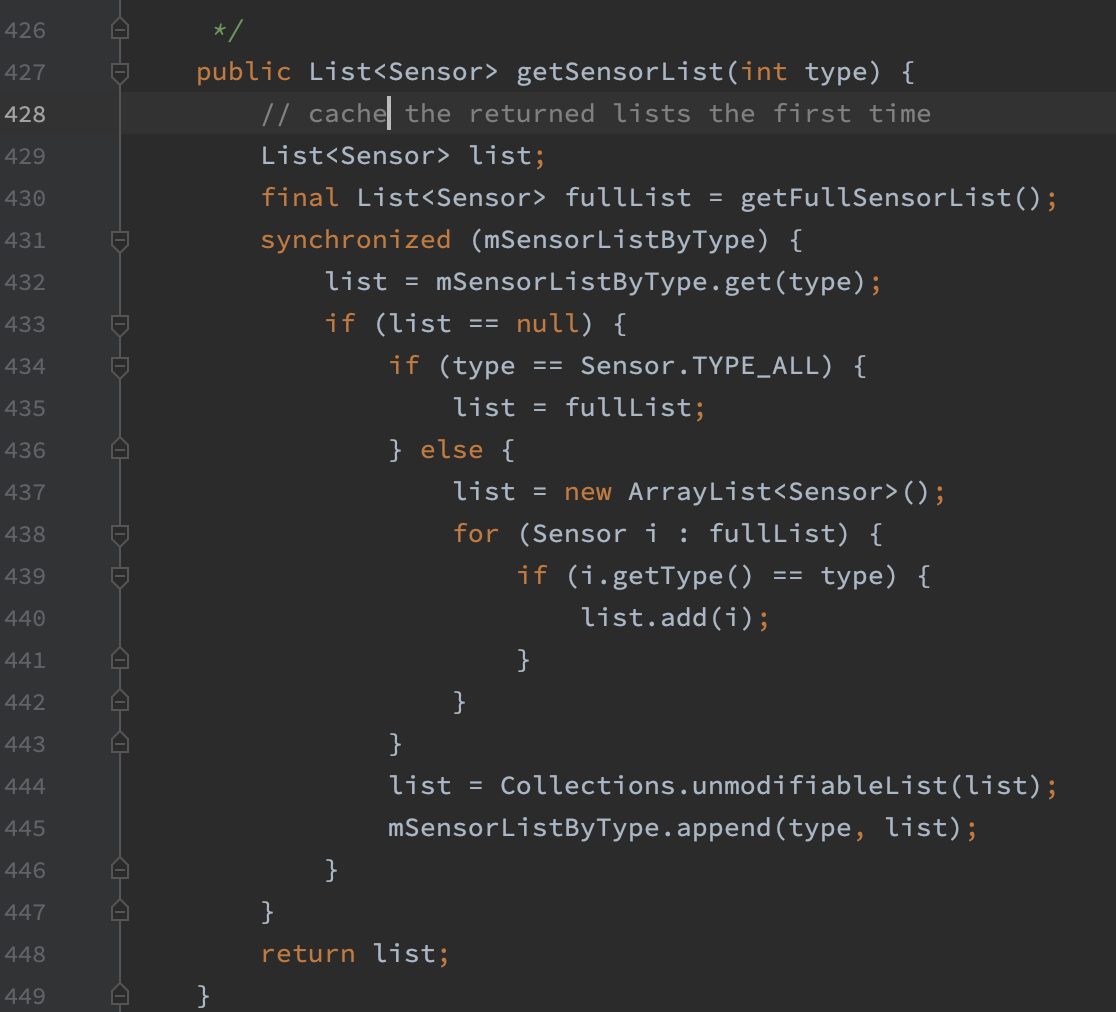 426 */
427 public List<Sensor> getSensorList(int type) {
428 // cache the returned lists the first time
429 List<Sensor> list;
430 final List<Sensor> fullList = getFullSensorList();
431 synchronized (mSensorListByType) {
432 list = mSensorListByType.get(type);
433 if (list == null) {
434 if (type == Sensor.TYPE_ALL) {
435 list = fullList;
436 } else {
437 list = new ArrayList<Sensor>();
438 for (Sensor i : fullList) {
439 if (i.getType() == type) {
440 list.add(i);
441 }
442 }
443 }
444 list = Collections.unmodifiableList(list);
445 mSensorListByType.append(type, list);
446 }
447 }
448 return list;
449 }